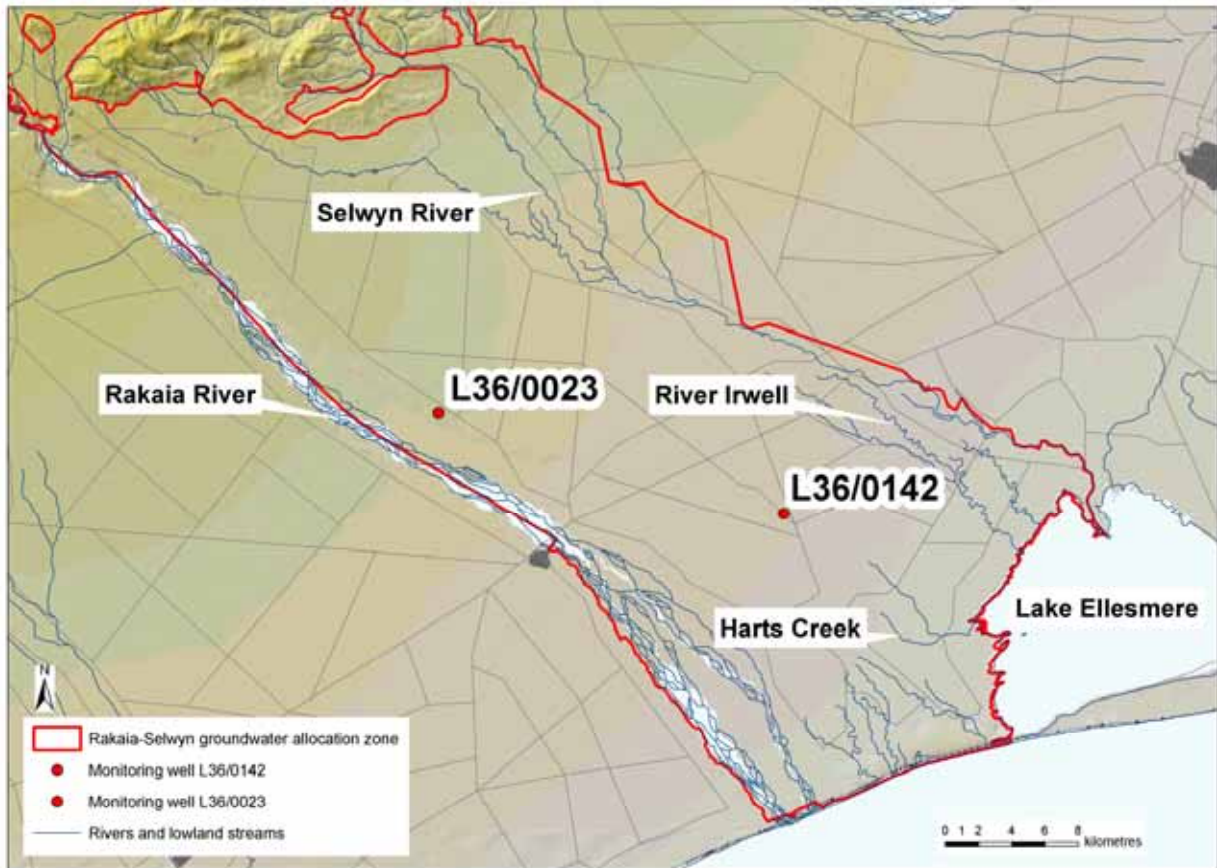 Selwyn River
Rakaia River
L36/0023
River Irwell
L36/0142
Lake Ellesmere
Harts Creek
N
Rakaia-Selwyn groundwater allocation zone
Monitoring well L36/0142
Monitoring well L36/0023
Rivers and lowland streams
0 1 2 4 6 8
kilometres